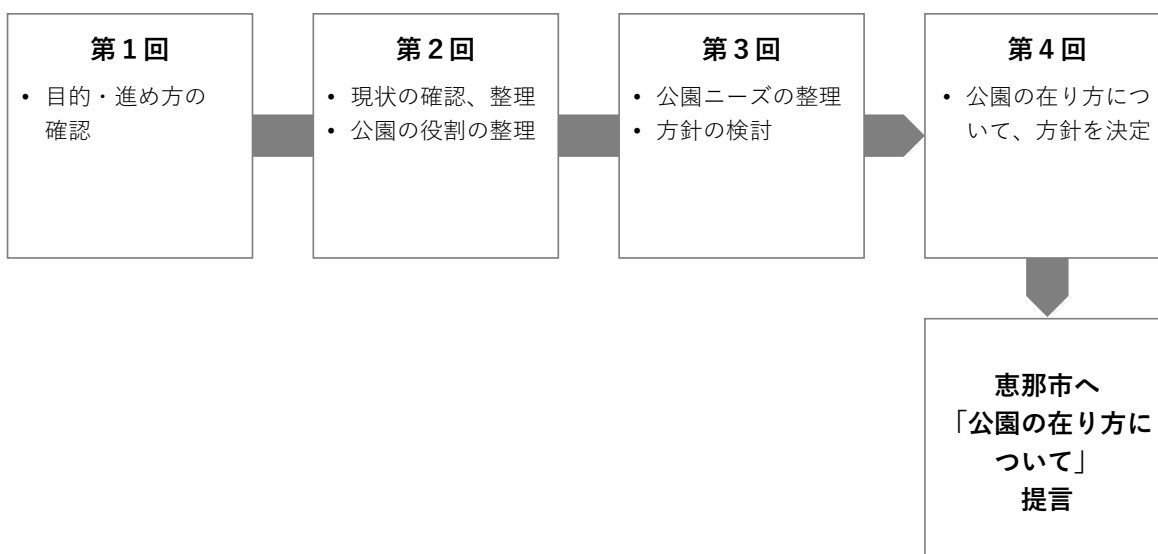 第１回
• 目的・進め方の
確認
第２回
• 現状の確認、整理
• 公園の役割の整理
第３回
• 公園ニーズの整理
• 方針の検討
第４回
• 公園の在り方につ
いて、方針を決定
恵那市へ
「公園の在り方に
ついて」
提言